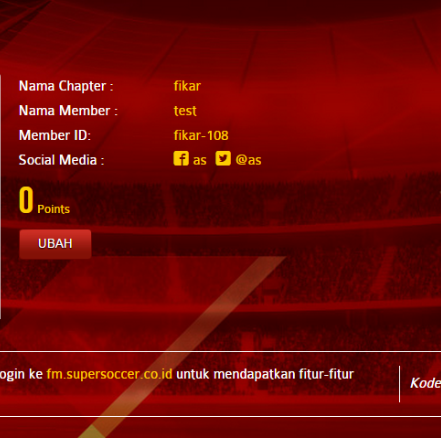 Nama Chapter : fikar
Nama Member : test
Member ID: fikar-108
Social Media : as @as
0 Points
UBAH
ogin ke fm.supersoccer.co.id untuk mendapatkan fitur-fitur
Kode